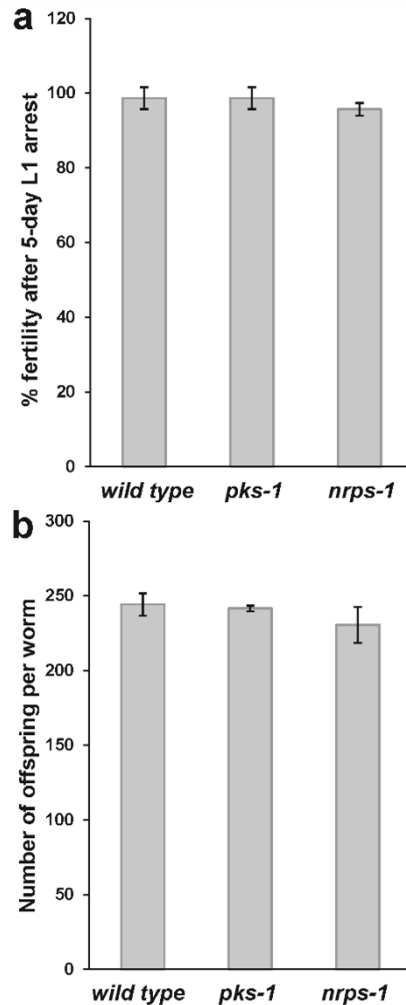 a
% fertility after 5-day L1 arrest
120
100
80
60
40
20
0
wild type pks-1 nrps-1
b
Number of offspring per worm
300
250
200
150
100
50
0
wild type pks-1 nrps-1